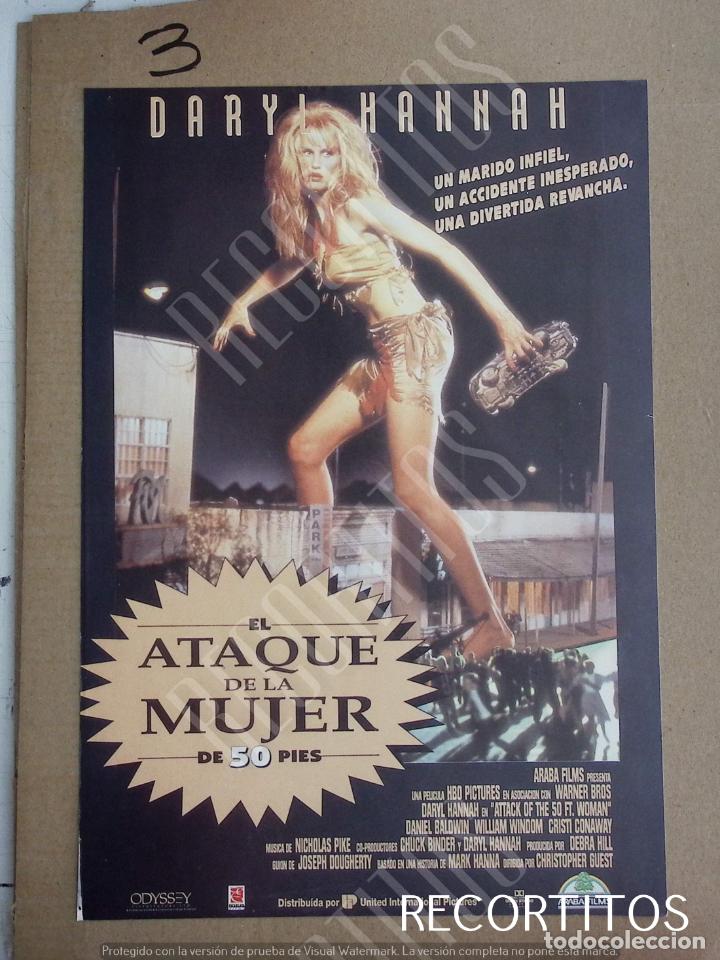 3
DARYL HANNAH
UN MARIDO INFIEL,
UN ACCIDENTE INESPERADO,
UNA DIVERTIDA REVANCHA.
PARK
EL
ATAQUE
DE LA
MUJER
DE 50 PIES
ARABA FILMS PRESENTA
UNA PELICULA HBO PICTURES EN ASOCIACION CON WARNER BROS
DARYL HANNAH EN "ATTACK OF THE 50 FT. WOMAN"
DANIEL BALDWIN WILLIAM WINDOM CRISTI CONAWAY
MUSICA DE NICHOLAS PIKE CO-PRODUCTORES CHUCK BINDER Y DARYL HANNAH PRODUCIDA POR DEBRA HILL
GUION DE JOSEPH DOUGHERTY BASADO EN UNA HISTORIA DE MARK HANNA DIRIGIDA POR CHRISTOPHER GUEST
ODYSSEY
Distribuida por United International Pictures
ARABA FILMS
RECORTITOS
todocoleccion
Protegido con la versión de prueba de Visual Watermark. La versión completa no pone esta marca.
RECORTITOS
RECORTITOS
RECORTITOS